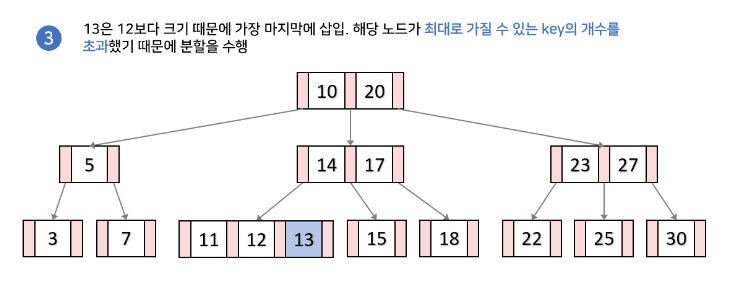 3
13은 12보다 크기 때문에 가장 마지막에 삽입. 해당 노드가 최대로 가질 수 있는 key의 개수를
초과했기 때문에 분할을 수행
10 20
5 14 17 23 27
3 7 11 12 13 15 18 22 25 30